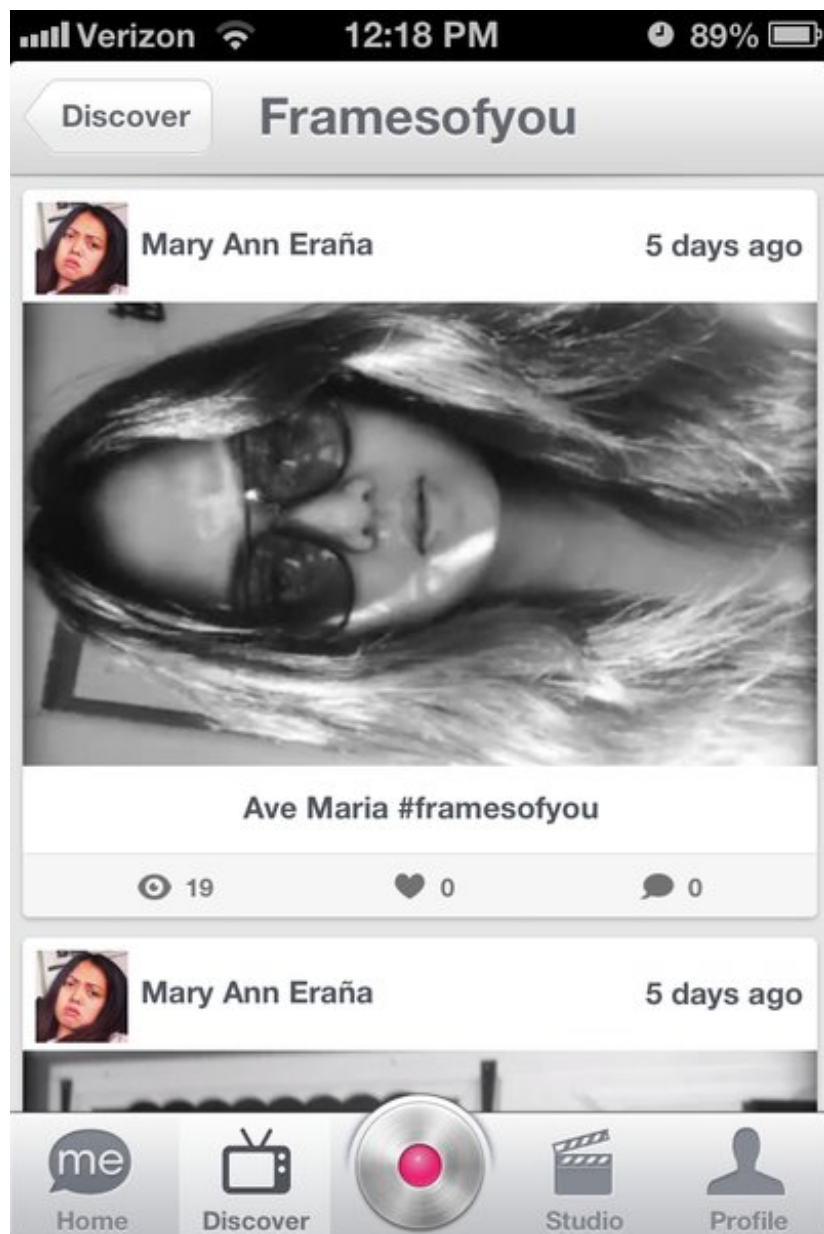 Verizon 12:18 PM 89%
Discover Framesofyou
Mary Ann Eraña 5 days ago
Ave Maria #framesofyou
19 0 0
Mary Ann Eraña 5 days ago
me
Home Discover Studio Profile